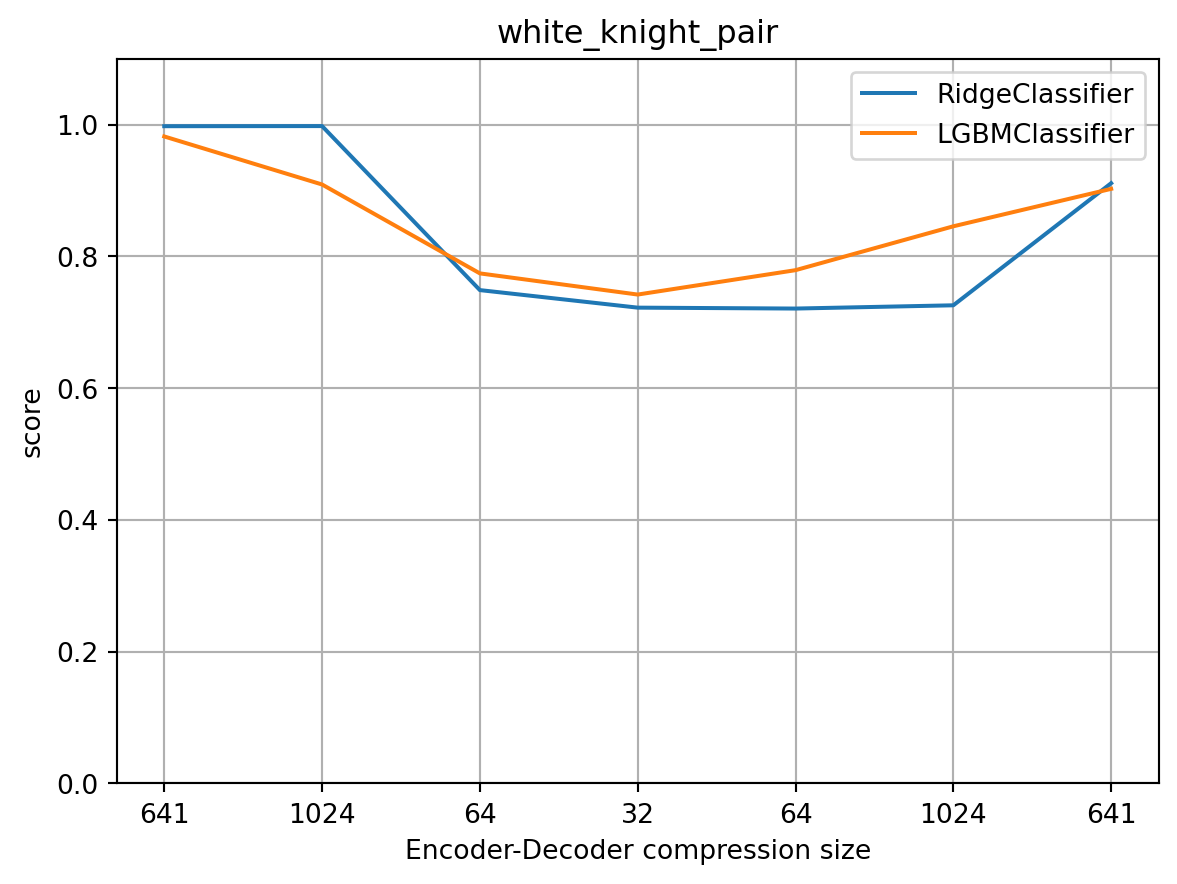 white_knight_pair
RidgeClassifier
LGBMClassifier
1.0
0.8
0.6
0.4
0.2
0.0
score
641 1024 64 32 64 1024 641
Encoder-Decoder compression size